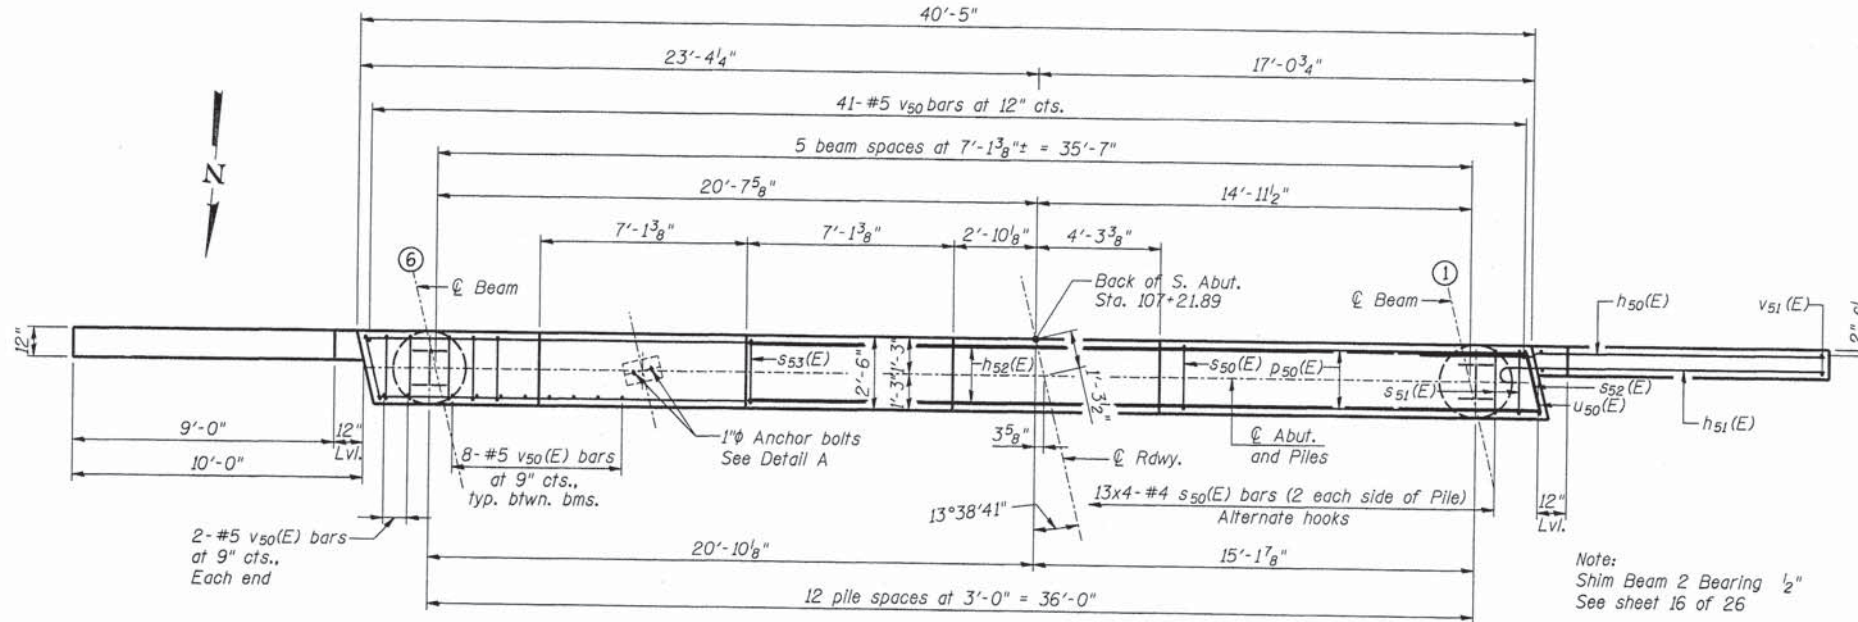 40'-5"
23'-4¼"
17'-0¾"
41-#5 v50 bars at 12" cts.
5 beam spaces at 7'-1⅜"± = 35'-7"
20'-7⅝"
14'-11½"
7'-1⅜"
7'-1⅜"
2'-10⅛"
4'-3⅜"
N
6
℄ Beam
Back of S. Abut.
Sta. 107+21.89
1
℄ Beam
h50(E)
v51(E)
2" cl.
12"
s53(E)
2'-6"
1'-3"
1'-3"
h52(E)
1'-3½"
s50(E)
p50(E)
s51(E)
s52(E)
u50(E)
h51(E)
9'-0"
12"
Lvl.
10'-0"
8-#5 v50(E) bars
at 9" cts.,
typ. btwn. bms.
1"ϕ Anchor bolts
See Detail A
3⅝"
℄ Rdwy.
℄ Abut.
and Piles
13x4-#4 s50(E) bars (2 each side of Pile)
Alternate hooks
12"
Lvl.
13°38'41"
2-#5 v50(E) bars
at 9" cts.,
Each end
20'-10⅛"
15'-1⅞"
12 pile spaces at 3'-0" = 36'-0"
Note:
Shim Beam 2 Bearing ½"
See sheet 16 of 26